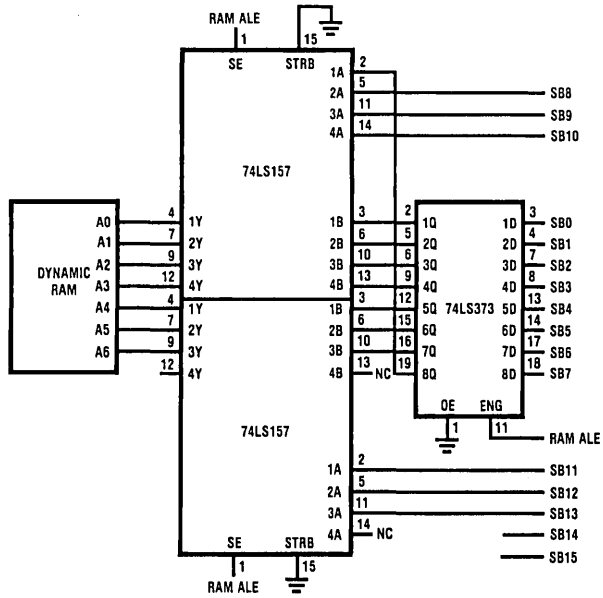 RAM ALE
1 15
SE STRB
1A 2
2A 5 SB8
3A 11 SB9
4A 14 SB10
74LS157
A0 4 1Y 1B 3 2 1Q 1D 3 SB0
A1 7 2Y 2B 6 5 2Q 2D 4 SB1
A2 9 3Y 3B 10 6 3Q 3D 7 SB2
DYNAMIC
RAM
A3 12 4Y 4B 13 9 4Q 4D 8 SB3
A4 4 1Y 1B 3 12 5Q 5D 13 SB4
74LS373
A5 7 2Y 2B 6 15 6Q 6D 14 SB5
A6 9 3Y 3B 10 16 7Q 7D 17 SB6
12 4Y 4B 13 NC 19 8Q 8D 18 SB7
OE ENG
1 11
RAM ALE
74LS157
1A 2 SB11
2A 5 SB12
3A 11 SB13
4A 14 NC SB14
SE STRB
SB15
1 15
RAM ALE